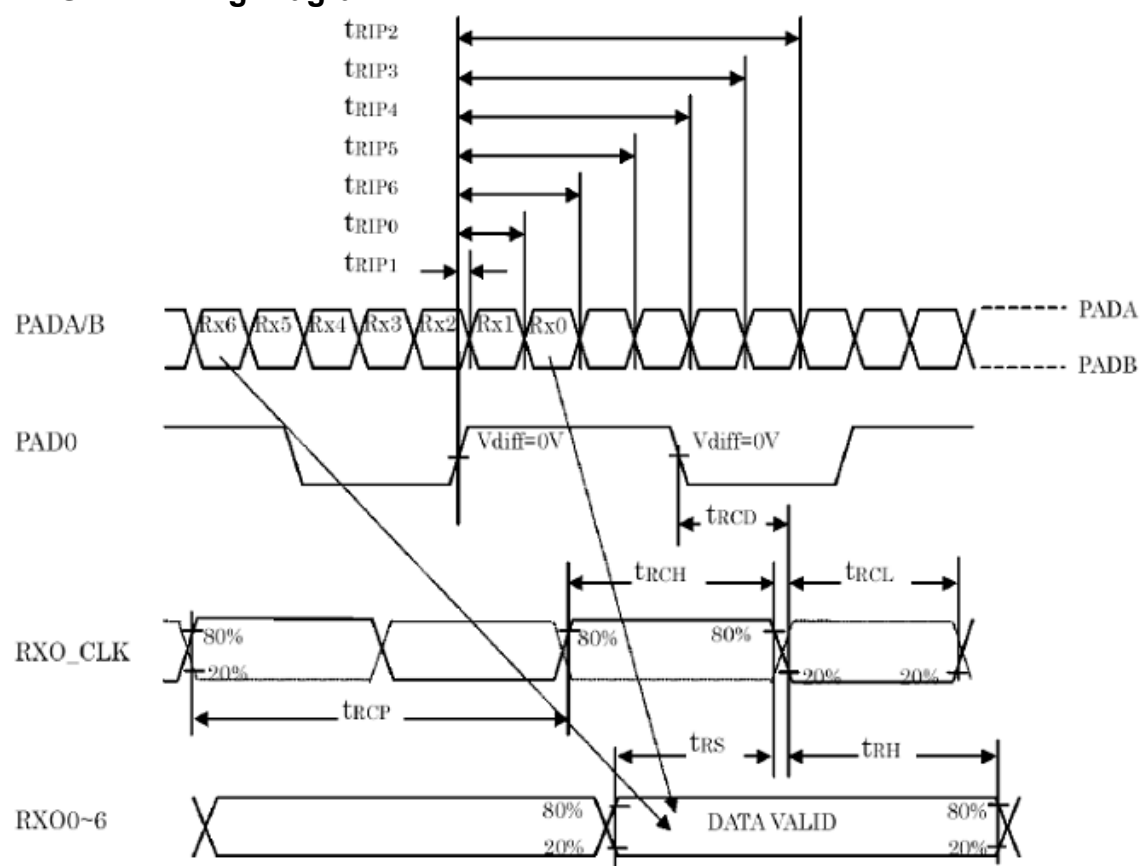 tRIP2
tRIP3
tRIP4
tRIP5
tRIP6
tRIP0
tRIP1
PADA/B
Rx6 Rx5 Rx4 Rx3 Rx2 Rx1 Rx0
PADA
PADB
PAD0
Vdiff=0V Vdiff=0V
tRCD
tRCH tRCL
RXO_CLK
80% 80% 80%
20% 20% 20%
tRCP
tRS tRH
RXO0~6
80% DATA VALID 80%
20% 20%